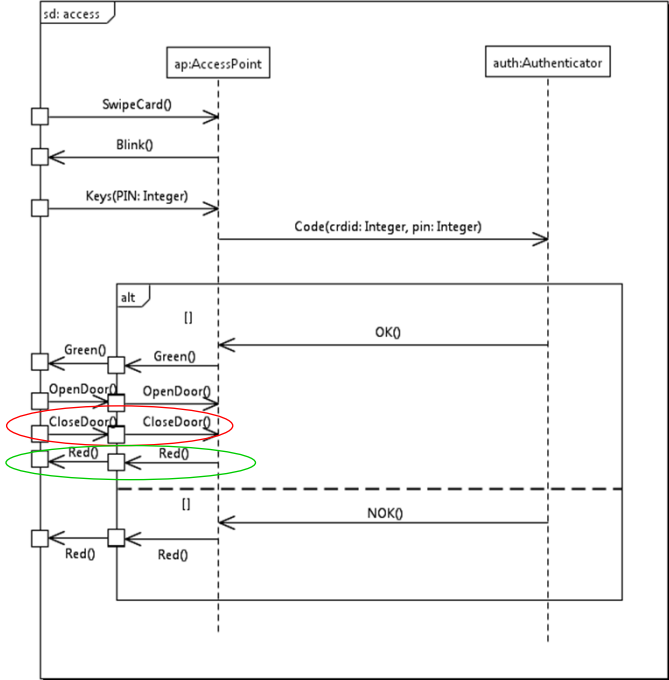 sd: access
ap:AccessPoint
auth:Authenticator
SwipeCard()
Blink()
Keys(PIN: Integer)
Code(crdid: Integer, pin: Integer)
alt
[]
OK()
Green()
Green()
OpenDoor()
OpenDoor()
CloseDoor()
CloseDoor()
Red()
Red()
[]
NOK()
Red()
Red()